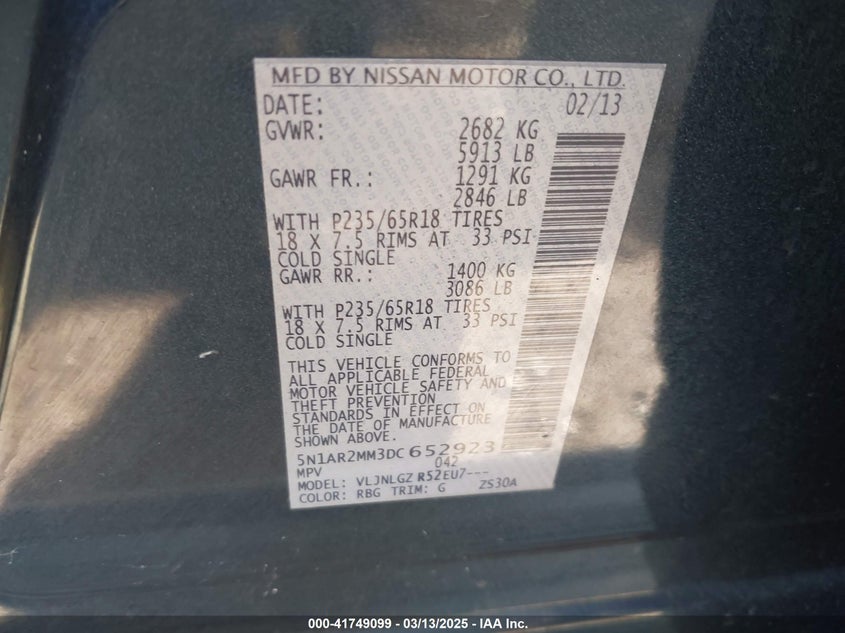 MFD BY NISSAN MOTOR CO., LTD.
DATE: 02/13
GVWR: 2682 KG
5913 LB
GAWR FR.: 1291 KG
2846 LB
WITH P235/65R18 TIRES
18 X 7.5 RIMS AT 33 PSI
COLD SINGLE
GAWR RR.: 1400 KG
3086 LB
WITH P235/65R18 TIRES
18 X 7.5 RIMS AT 33 PSI
COLD SINGLE
THIS VEHICLE CONFORMS TO
ALL APPLICABLE FEDERAL
MOTOR VEHICLE SAFETY AND
THEFT PREVENTION
STANDARDS IN EFFECT ON
THE DATE OF MANUFACTURE
SHOWN ABOVE.
5N1AR2MM3DC652923
MPV 042
MODEL: VLJNLGZ R52EU7---
COLOR: RBG TRIM: G ZS30A
000-41749099 - 03/13/2025 - IAA Inc.